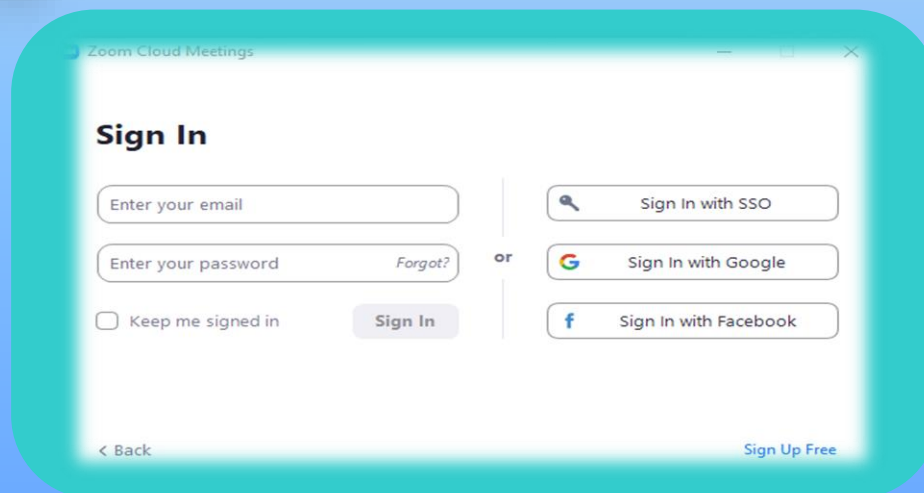 Zoom Cloud Meetings
Sign In
Enter your email
Enter your password Forgot?
Keep me signed in Sign In
or
Sign In with SSO
Sign In with Google
Sign In with Facebook
< Back
Sign Up Free